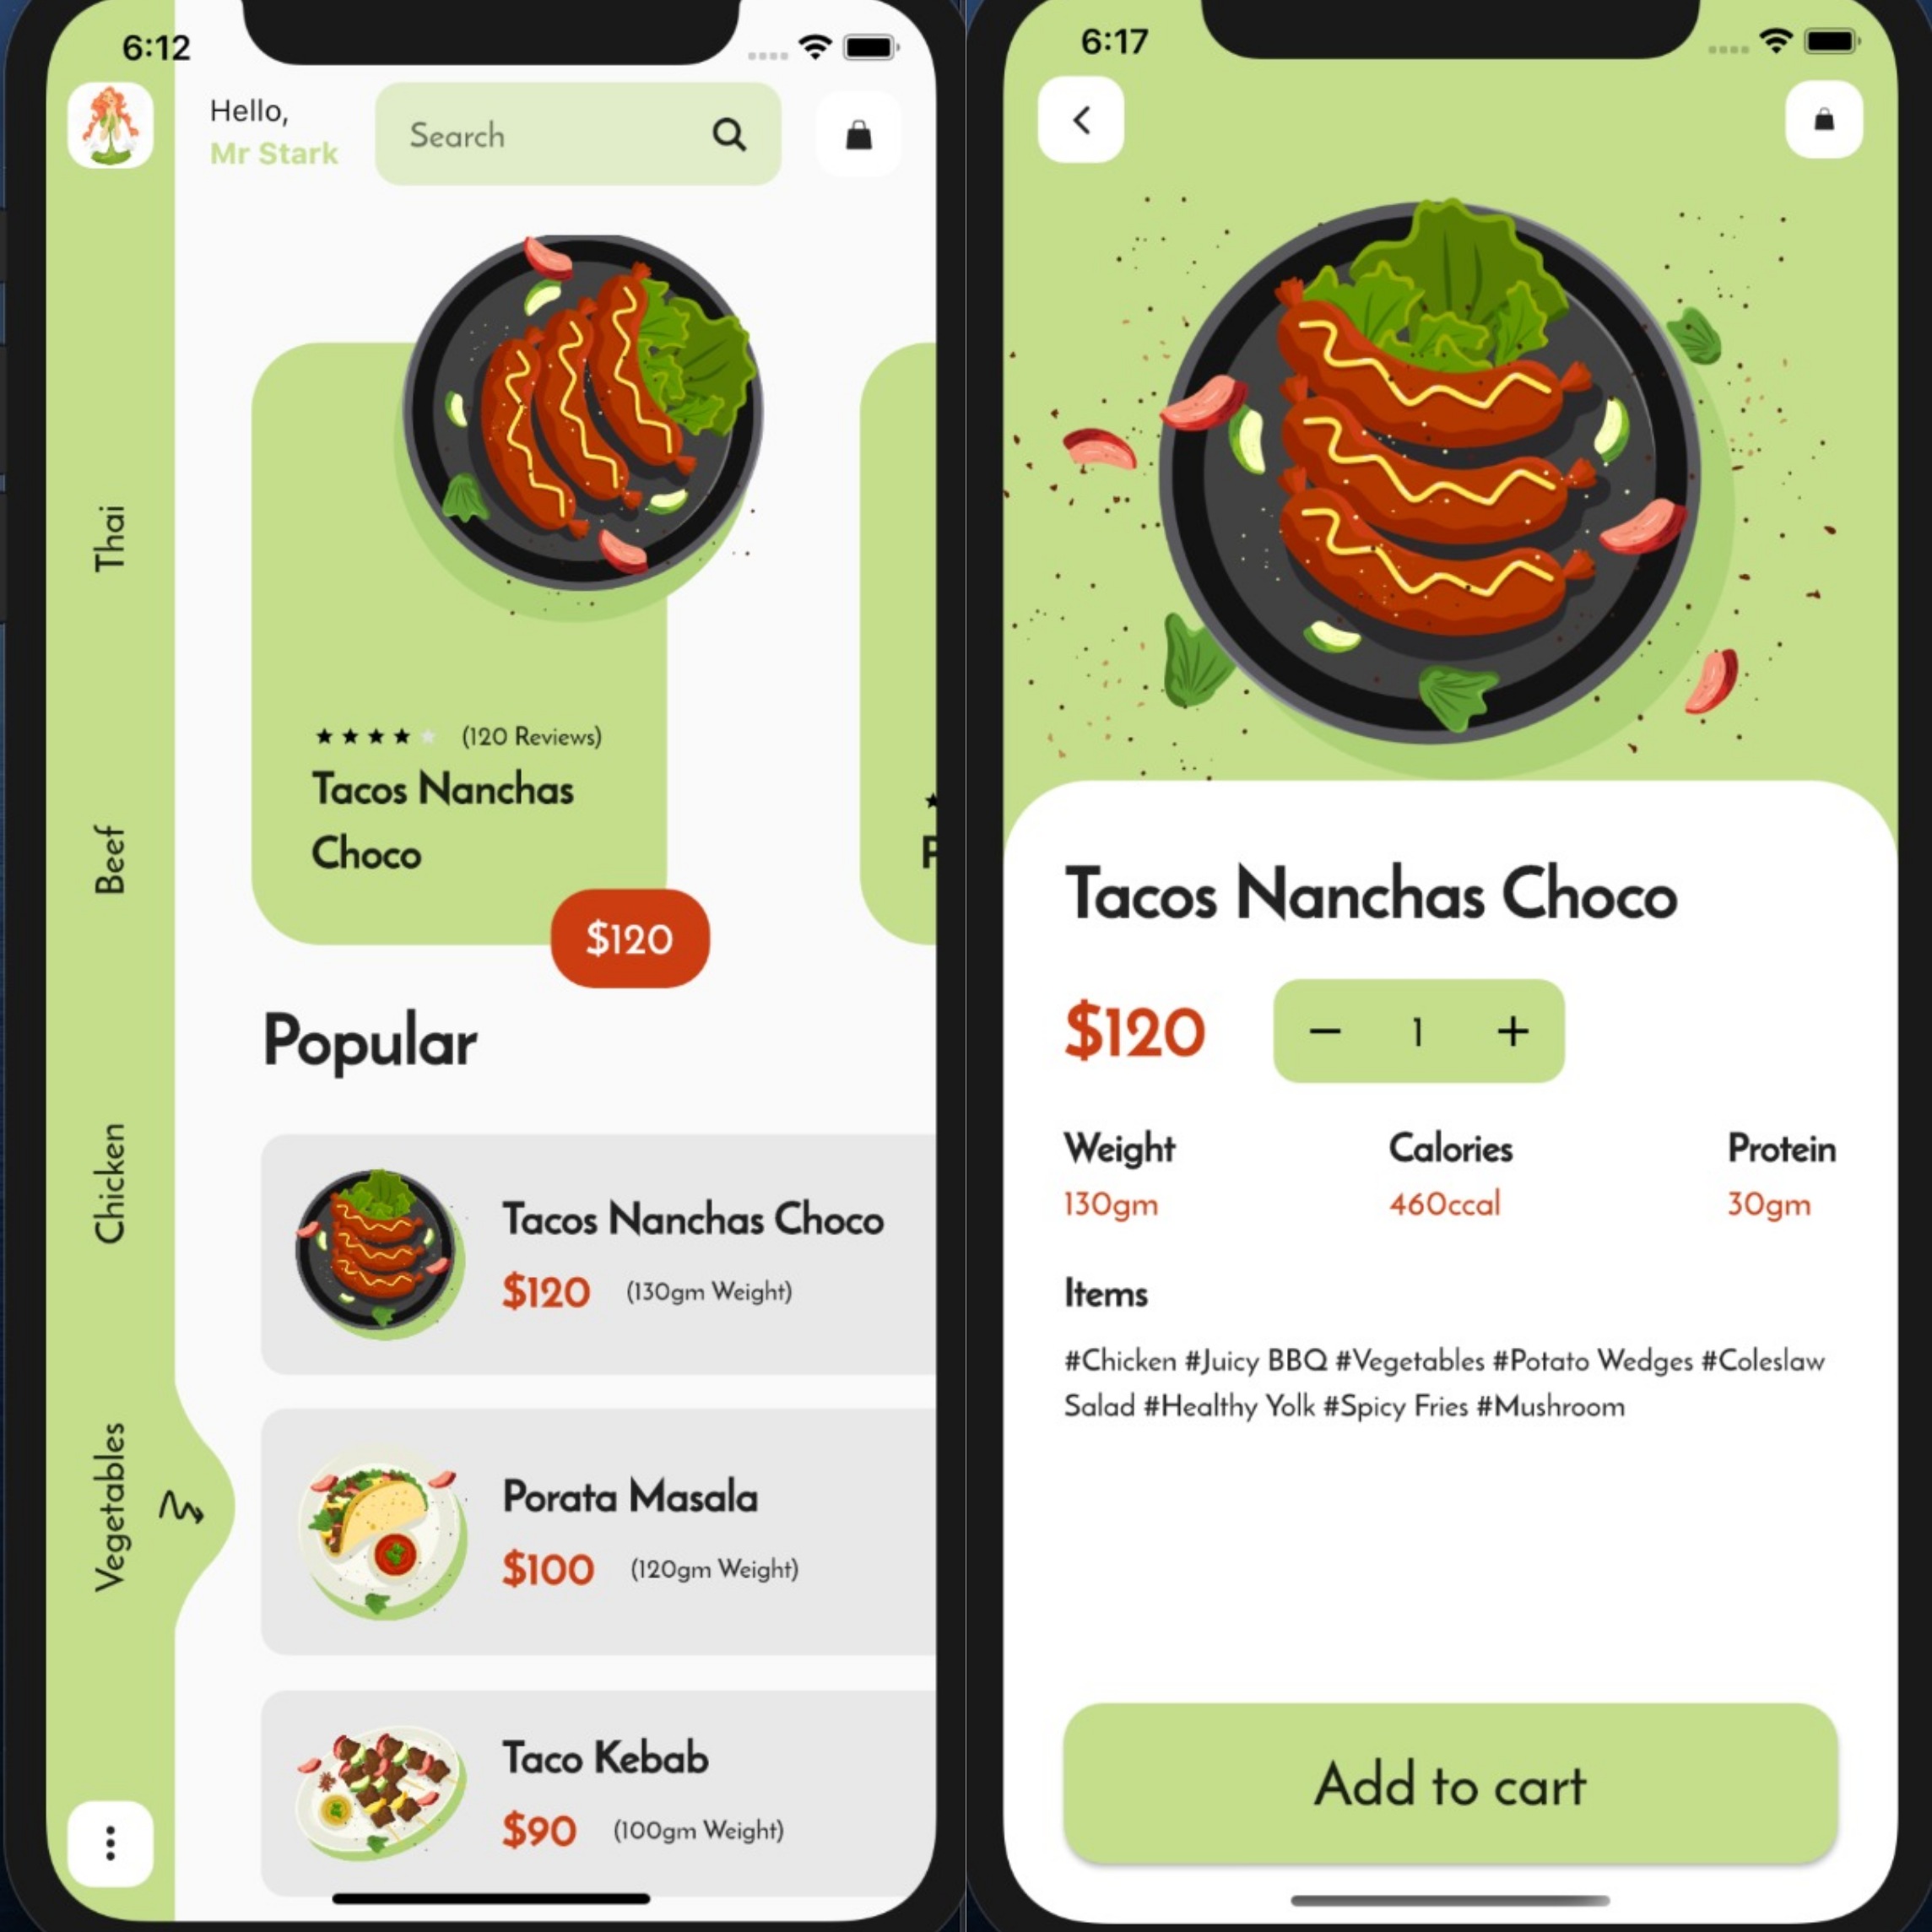 6:12
Hello,
Mr Stark
Search
Thai
Beef
Chicken
Vegetables
(120 Reviews)
Tacos Nanchas
Choco
$120
P
Popular
Tacos Nanchas Choco
$120 (130gm Weight)
Porata Masala
$100 (120gm Weight)
Taco Kebab
$90 (100gm Weight)
6:17
Tacos Nanchas Choco
$120
− 1 +
Weight Calories Protein
130gm 460ccal 30gm
Items
#Chicken #Juicy BBQ #Vegetables #Potato Wedges #Coleslaw
Salad #Healthy Yolk #Spicy Fries #Mushroom
Add to cart